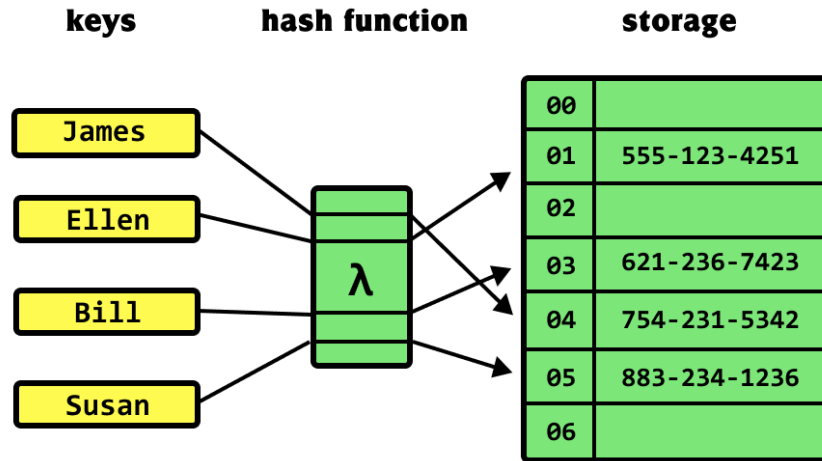 keys hash function storage
James
Ellen
Bill
Susan
λ
00
01 555-123-4251
02
03 621-236-7423
04 754-231-5342
05 883-234-1236
06